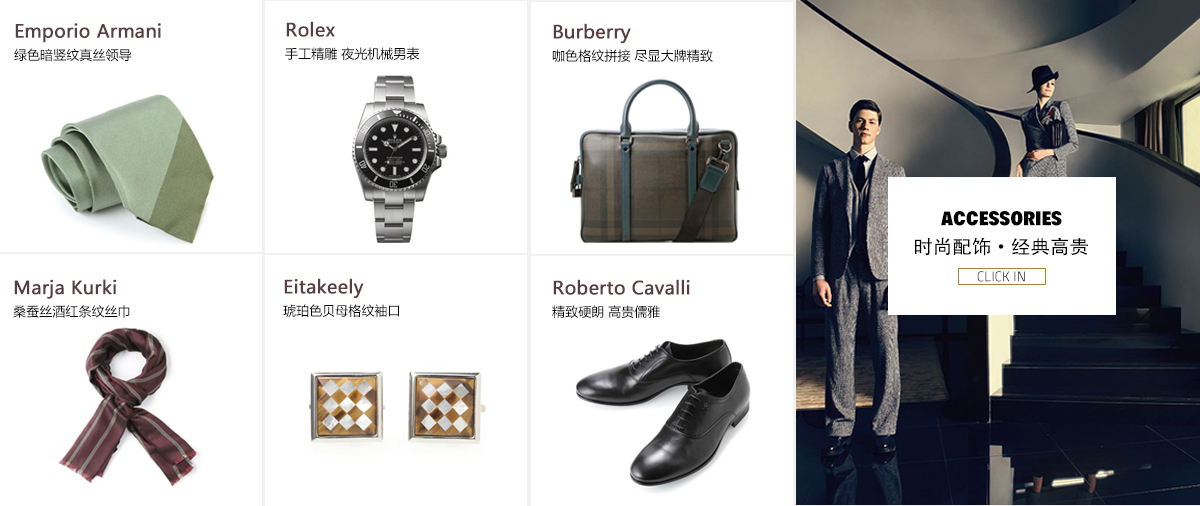 Emporio Armani
绿色暗竖纹真丝领导
Rolex
手工精雕 夜光机械男表
Burberry
咖色格纹拼接 尽显大牌精致
Marja Kurki
桑蚕丝酒红条纹丝巾
Eitakeely
琥珀色贝母格纹袖口
Roberto Cavalli
精致硬朗 高贵儒雅
ACCESSORIES
时尚配饰·经典高贵
CLICK IN